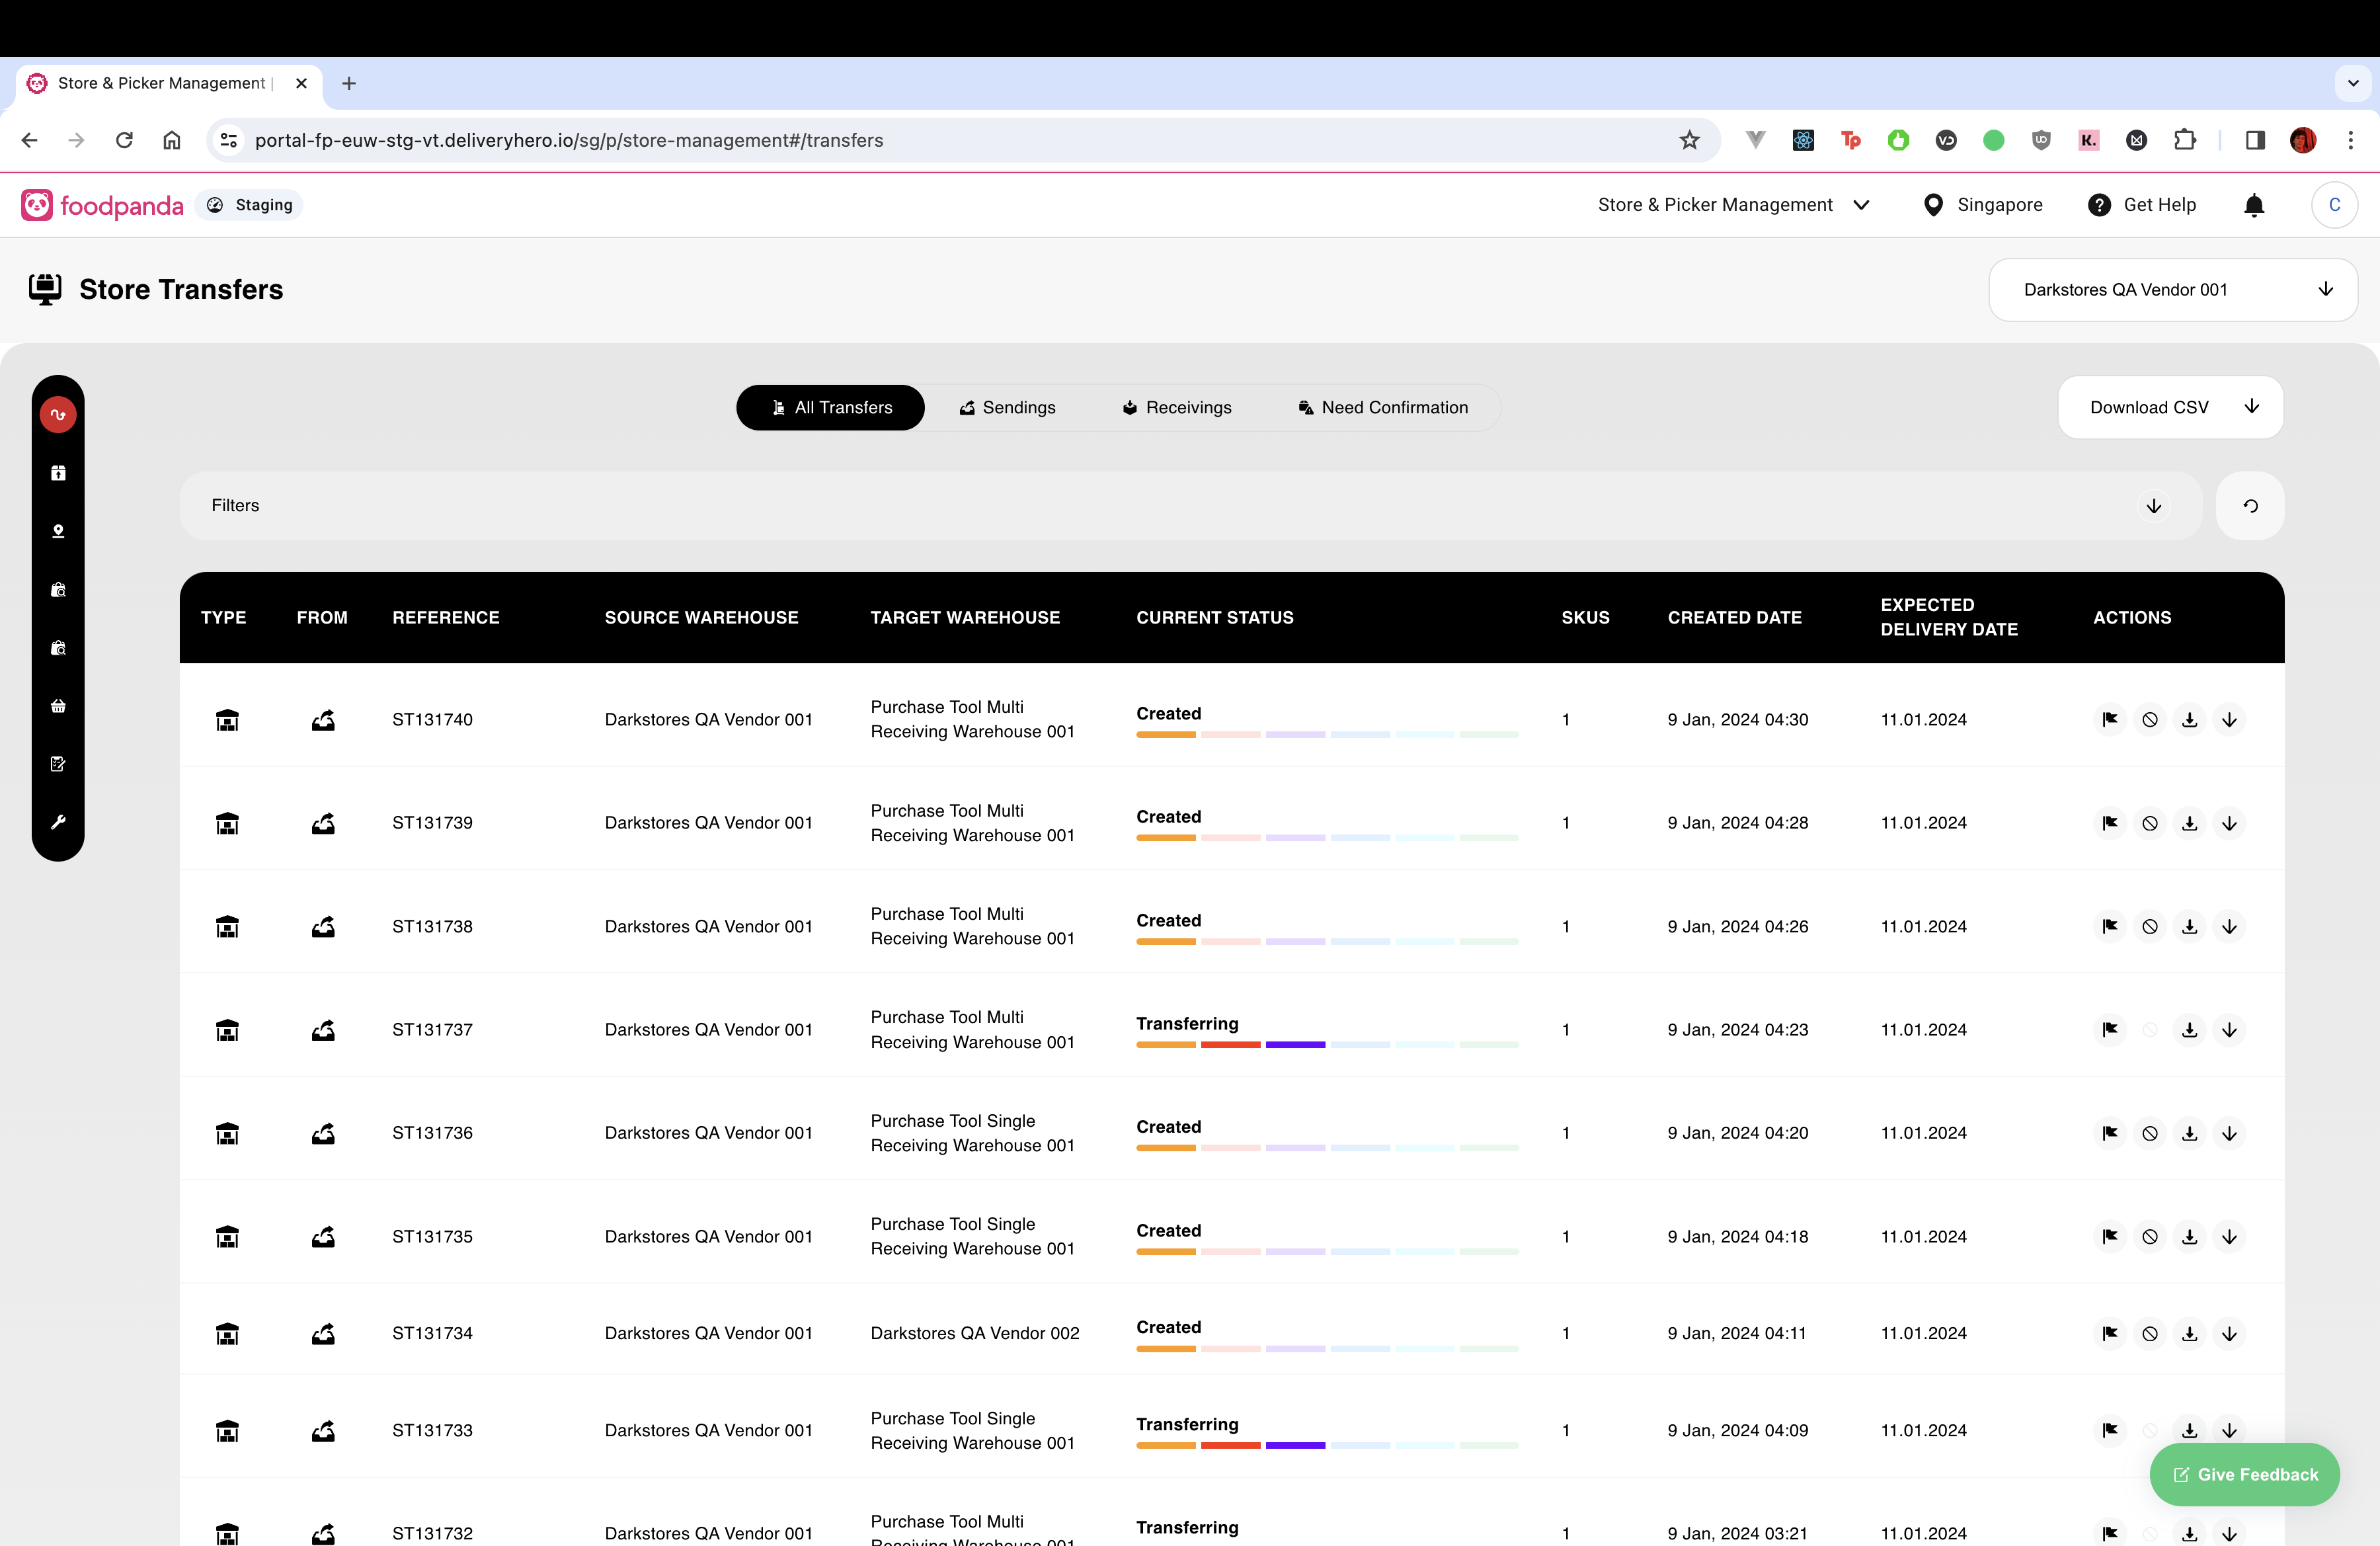 Store & Picker Management |
portal-fp-euw-stg-vt.deliveryhero.io/sg/p/store-management#/transfers
foodpanda
Staging
Store & Picker Management
Singapore
Get Help
C
Store Transfers
Darkstores QA Vendor 001
All Transfers
Sendings
Receivings
Need Confirmation
Download CSV
Filters
TYPE
FROM
REFERENCE
SOURCE WAREHOUSE
TARGET WAREHOUSE
CURRENT STATUS
SKUS
CREATED DATE
EXPECTED
DELIVERY DATE
ACTIONS
ST131740
Darkstores QA Vendor 001
Purchase Tool Multi
Receiving Warehouse 001
Created
1
9 Jan, 2024 04:30
11.01.2024
ST131739
Darkstores QA Vendor 001
Purchase Tool Multi
Receiving Warehouse 001
Created
1
9 Jan, 2024 04:28
11.01.2024
ST131738
Darkstores QA Vendor 001
Purchase Tool Multi
Receiving Warehouse 001
Created
1
9 Jan, 2024 04:26
11.01.2024
ST131737
Darkstores QA Vendor 001
Purchase Tool Multi
Receiving Warehouse 001
Transferring
1
9 Jan, 2024 04:23
11.01.2024
ST131736
Darkstores QA Vendor 001
Purchase Tool Single
Receiving Warehouse 001
Created
1
9 Jan, 2024 04:20
11.01.2024
ST131735
Darkstores QA Vendor 001
Purchase Tool Single
Receiving Warehouse 001
Created
1
9 Jan, 2024 04:18
11.01.2024
ST131734
Darkstores QA Vendor 001
Darkstores QA Vendor 002
Created
1
9 Jan, 2024 04:11
11.01.2024
ST131733
Darkstores QA Vendor 001
Purchase Tool Single
Receiving Warehouse 001
Transferring
1
9 Jan, 2024 04:09
11.01.2024
Give Feedback
ST131732
Darkstores QA Vendor 001
Purchase Tool Multi
Transferring
1
9 Jan, 2024 03:21
11.01.2024